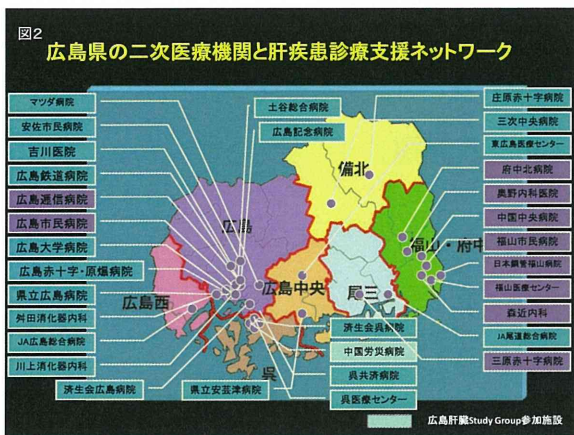 図2
広島県の二次医療機関と肝疾患診療支援ネットワーク
マツダ病院
安佐市民病院
吉川医院
広島鉄道病院
広島逓信病院
広島市民病院
広島大学病院
広島赤十字・原爆病院
県立広島病院
舛田消化器内科
JA広島総合病院
川上消化器内科
済生会広島病院
県立安芸津病院
土谷総合病院
広島記念病院
庄原赤十字病院
三次中央病院
東広島医療センター
府中北病院
奥野内科医院
中国中央病院
福山市民病院
日本鋼管福山病院
福山医療センター
森近内科
JA尾道総合病院
三原赤十字病院
済生会呉病院
中国労災病院
呉共済病院
呉医療センター
備北
広島
福山・府中
広島西
広島中央
尾三
呉
広島肝臓Study Group参加施設